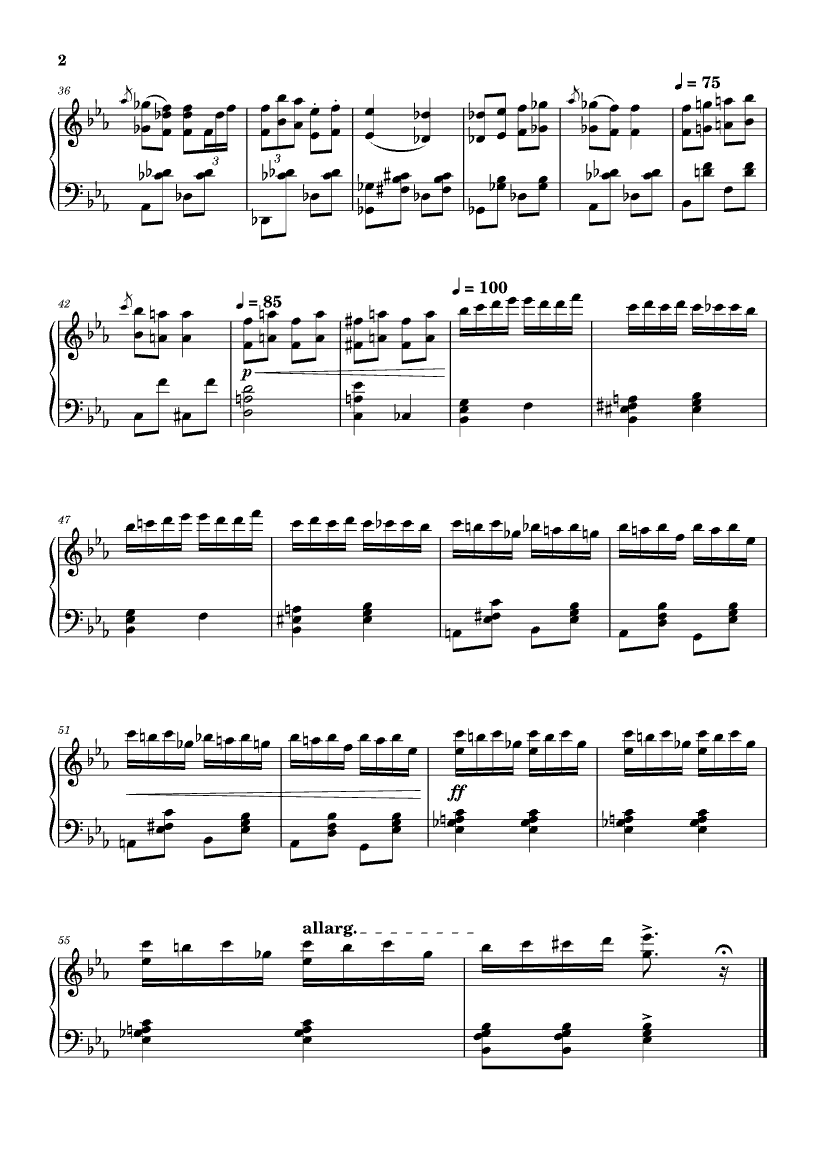 2
36
♩ = 75
3
3
42
♩ = 85
♩ = 100
p
47
51
ff
55
allarg.